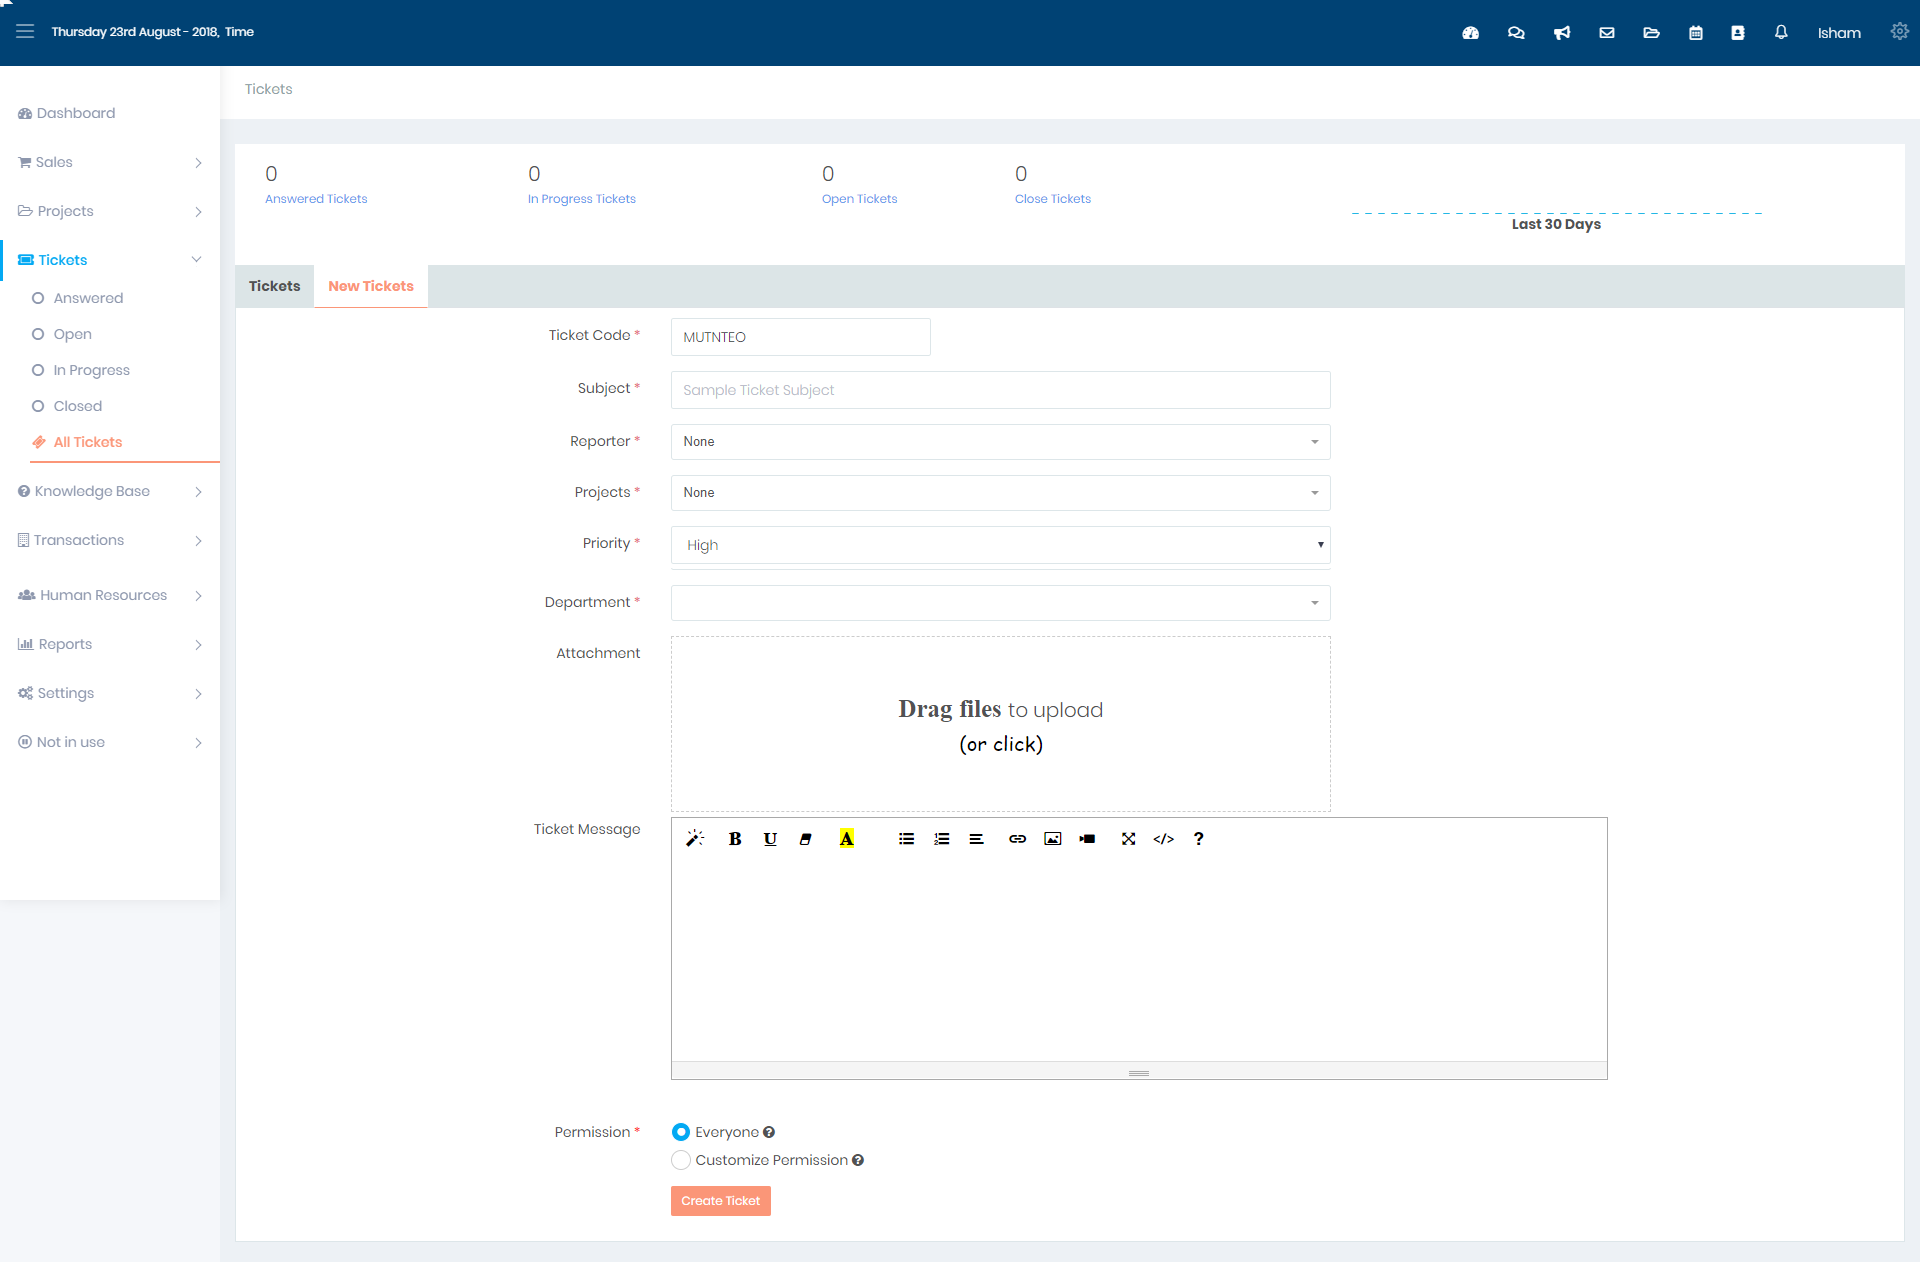 Thursday 23rd August - 2018, Time
Isham
Tickets
Dashboard
Sales
Projects
Tickets
Answered
Open
In Progress
Closed
All Tickets
Knowledge Base
Transactions
Human Resources
Reports
Settings
Not in use
0 0 0 0
Answered Tickets In Progress Tickets Open Tickets Close Tickets
Last 30 Days
Tickets New Tickets
Ticket Code * MUTNTEO
Subject * Sample Ticket Subject
Reporter * None
Projects * None
Priority * High
Department *
Attachment
Drag files to upload
(or click)
Ticket Message
B U A </> ?
Permission * Everyone
Customize Permission
Create Ticket